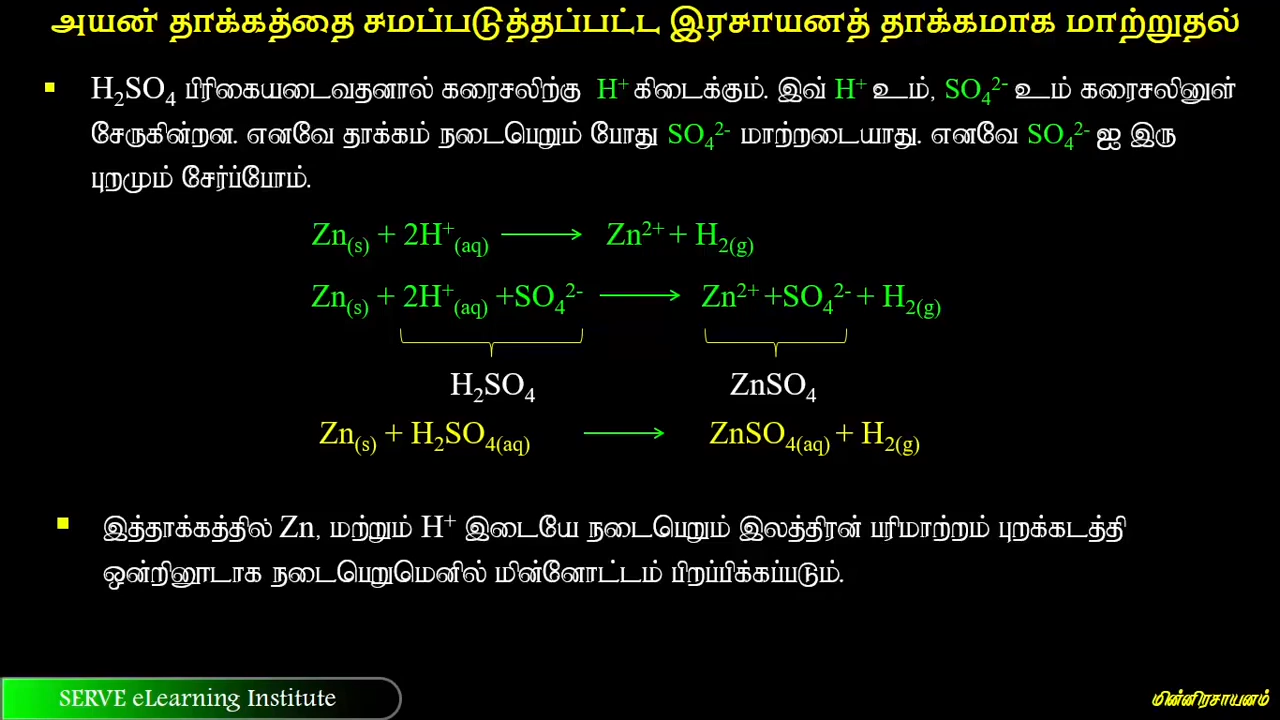 அயன் தாக்கத்தை சமப்படுத்தப்பட்ட இரசாயனத் தாக்கமாக மாற்றுதல்
▪ H₂SO₄ பிரிகையடைவதனால் கரைசலிற்கு H⁺ கிடைக்கும். இவ் H⁺ உம், SO₄²⁻ உம் கரைசலினுள்
சேருகின்றன. எனவே தாக்கம் நடைபெறும் போது SO₄²⁻ மாற்றடையாது. எனவே SO₄²⁻ ஐ இரு
புறமும் சேர்ப்போம்.
Zn₍s₎ + 2H⁺₍aq₎ ⟶ Zn²⁺ + H₂₍g₎
Zn₍s₎ + 2H⁺₍aq₎ +SO₄²⁻ ⟶ Zn²⁺ +SO₄²⁻ + H₂₍g₎
H₂SO₄ ZnSO₄
Zn₍s₎ + H₂SO₄₍aq₎ ⟶ ZnSO₄₍aq₎ + H₂₍g₎
▪ இத்தாக்கத்தில் Zn, மற்றும் H⁺ இடையே நடைபெறும் இலத்திரன் பரிமாற்றம் புறக்கடத்தி
ஒன்றினூடாக நடைபெறுமெனில் மின்னோட்டம் பிறப்பிக்கப்படும்.
SERVE eLearning Institute
மின்னிரசாயனம்